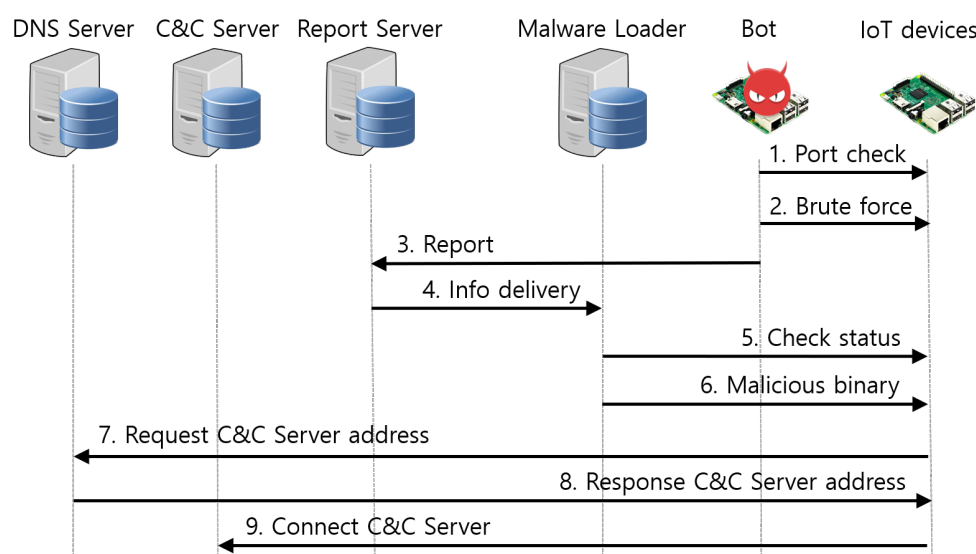 DNS Server
C&C Server
Report Server
Malware Loader
Bot
IoT devices
1. Port check
2. Brute force
3. Report
4. Info delivery
5. Check status
6. Malicious binary
7. Request C&C Server address
8. Response C&C Server address
9. Connect C&C Server